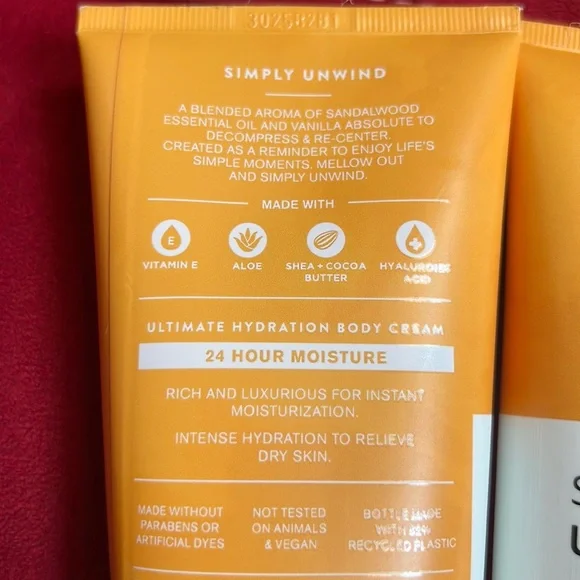 SIMPLY UNWIND
A BLENDED AROMA OF SANDALWOOD
ESSENTIAL OIL AND VANILLA ABSOLUTE TO
DECOMPRESS & RE-CENTER.
CREATED AS A REMINDER TO ENJOY LIFE'S
SIMPLE MOMENTS. MELLOW OUT
AND SIMPLY UNWIND.
MADE WITH
E
VITAMIN E
ALOE
SHEA + COCOA
BUTTER
HYALURONIC
ACID
ULTIMATE HYDRATION BODY CREAM
24 HOUR MOISTURE
RICH AND LUXURIOUS FOR INSTANT
MOISTURIZATION.
INTENSE HYDRATION TO RELIEVE
DRY SKIN.
MADE WITHOUT
PARABENS OR
ARTIFICIAL DYES
NOT TESTED
ON ANIMALS
& VEGAN
BOTTLE MADE
WITH
RECYCLED PLASTIC
S
U